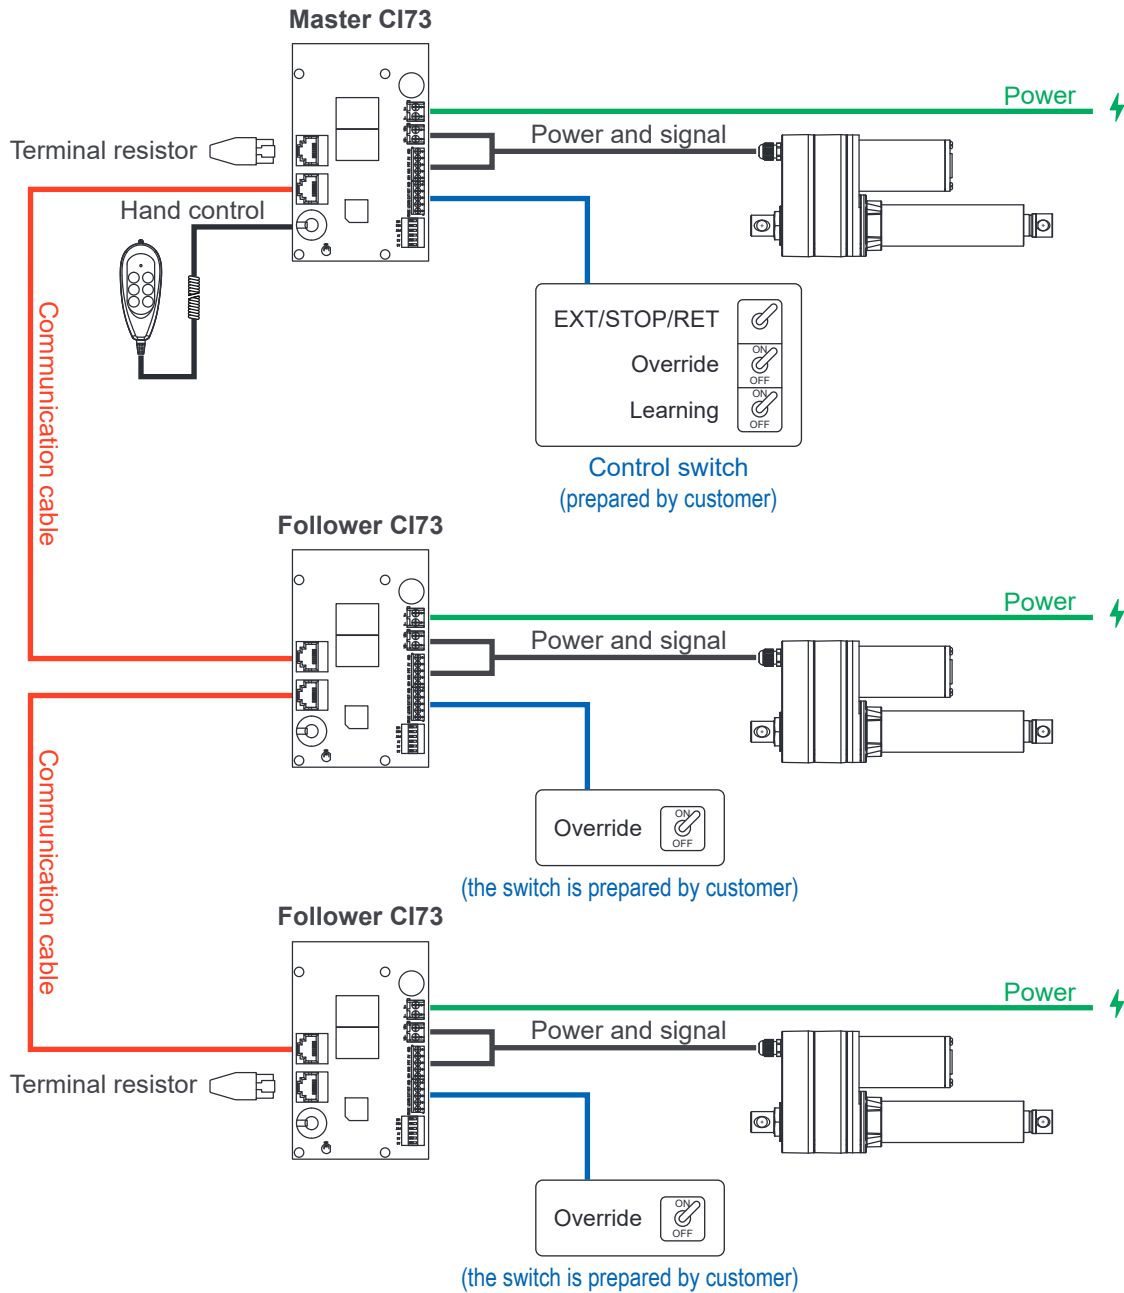 Master CI73
Power
Power and signal
Terminal resistor
Hand control
Communication cable
EXT/STOP/RET
Override
ON
OFF
Learning
ON
OFF
Control switch
(prepared by customer)
Follower CI73
Power
Power and signal
Communication cable
Override
ON
OFF
(the switch is prepared by customer)
Follower CI73
Power
Power and signal
Terminal resistor
Override
ON
OFF
(the switch is prepared by customer)